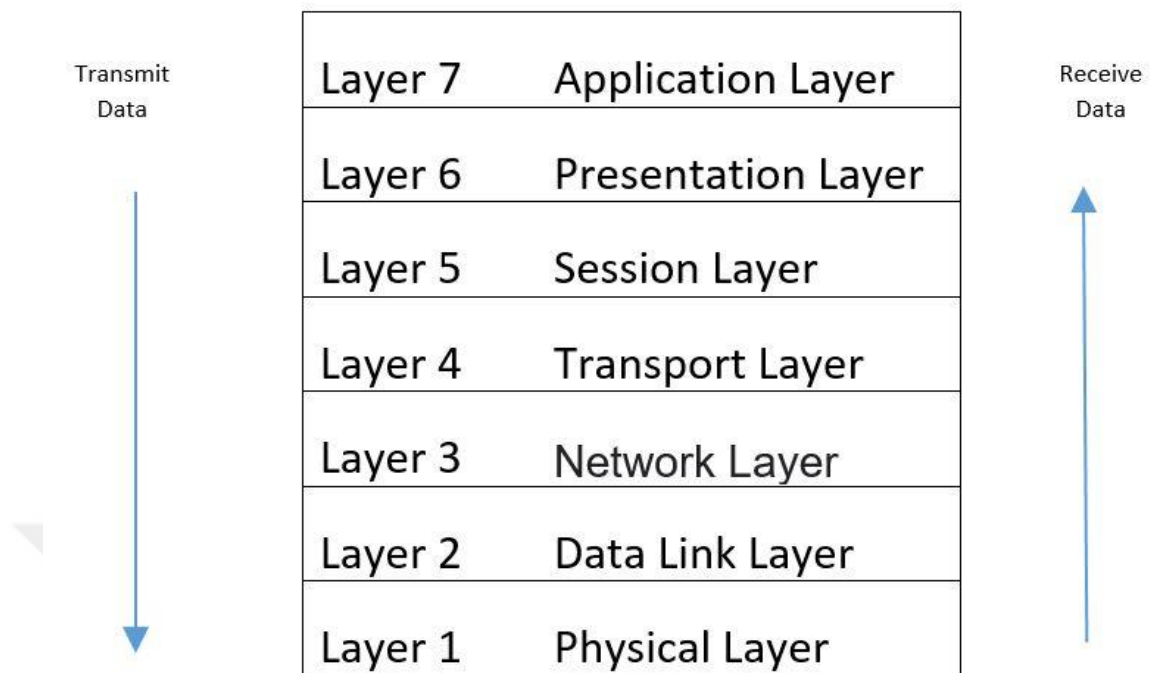 Transmit
Data
Receive
Data
Layer 7 Application Layer
Layer 6 Presentation Layer
Layer 5 Session Layer
Layer 4 Transport Layer
Layer 3 Network Layer
Layer 2 Data Link Layer
Layer 1 Physical Layer